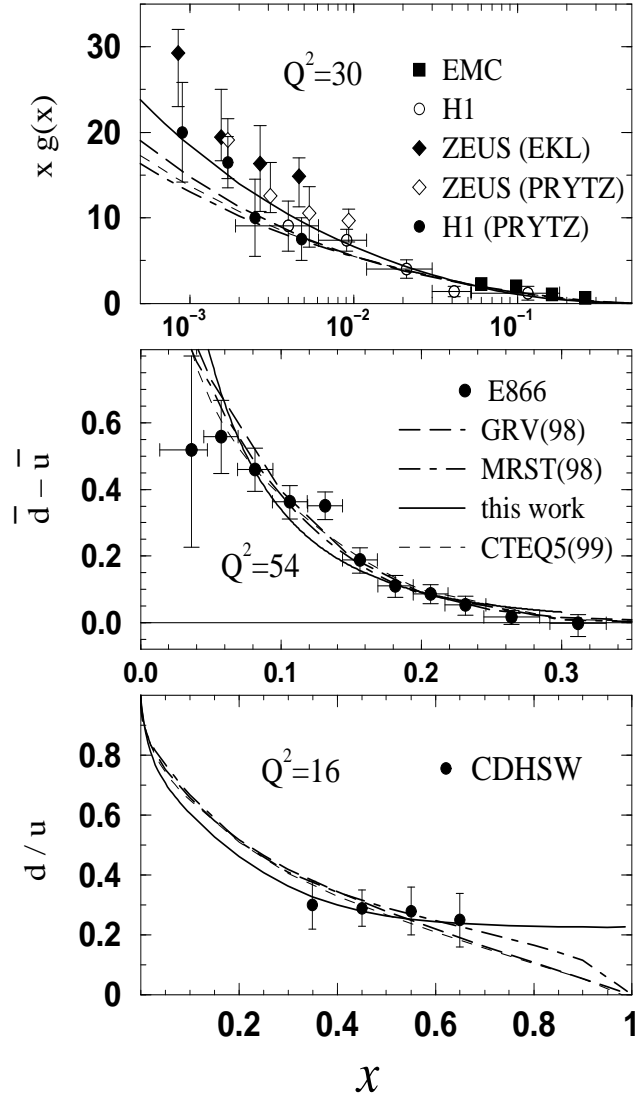 30
20
10
0
x g(x)
Q²=30
EMC
H1
ZEUS (EKL)
ZEUS (PRYTZ)
H1 (PRYTZ)
10⁻³
10⁻²
10⁻¹
0.6
0.4
0.2
0.0
d̅ – u̅
E866
GRV(98)
MRST(98)
this work
CTEQ5(99)
Q²=54
0.0
0.1
0.2
0.3
0.8
0.6
0.4
0.2
0
d / u
Q²=16
CDHSW
0.2
0.4
0.6
0.8
1
x